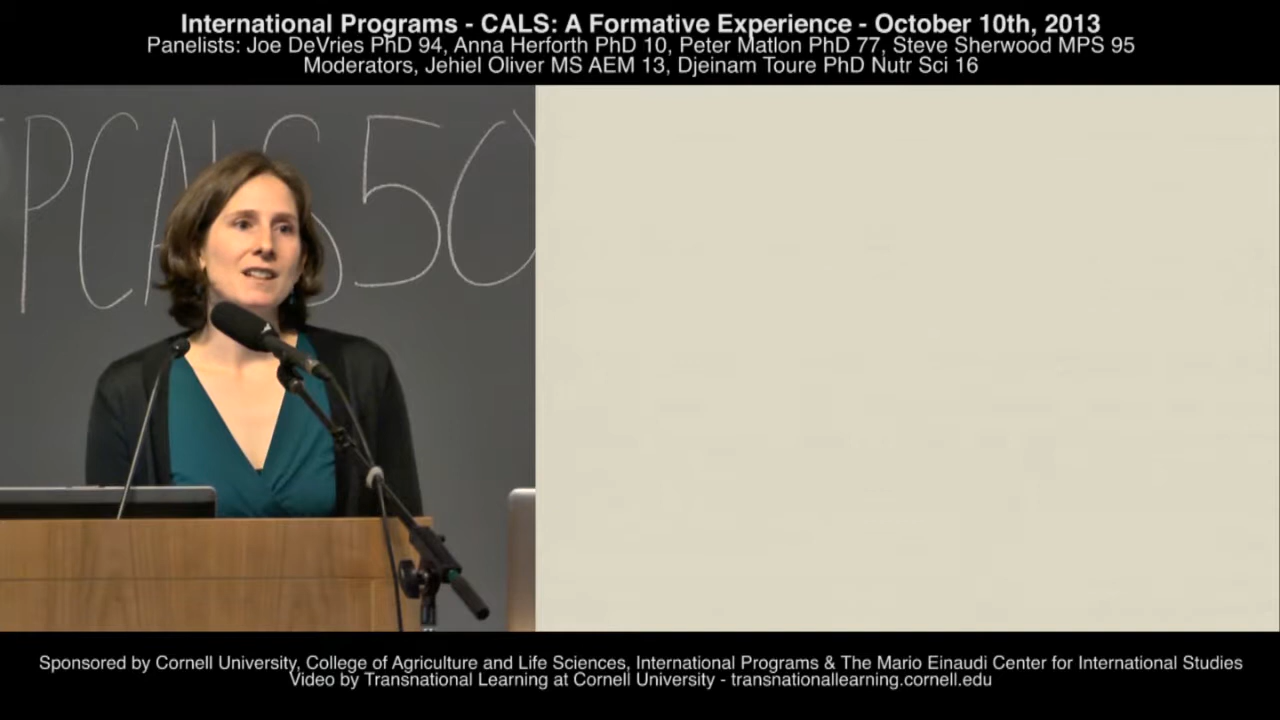 International Programs - CALS: A Formative Experience - October 10th, 2013
Panelists: Joe DeVries PhD 94, Anna Herforth PhD 10, Peter Matlon PhD 77, Steve Sherwood MPS 95
Moderators, Jehiel Oliver MS AEM 13, Djeinam Toure PhD Nutr Sci 16
PCALS50
Sponsored by Cornell University, College of Agriculture and Life Sciences, International Programs & The Mario Einaudi Center for International Studies
Video by Transnational Learning at Cornell University - transnationallearning.cornell.edu